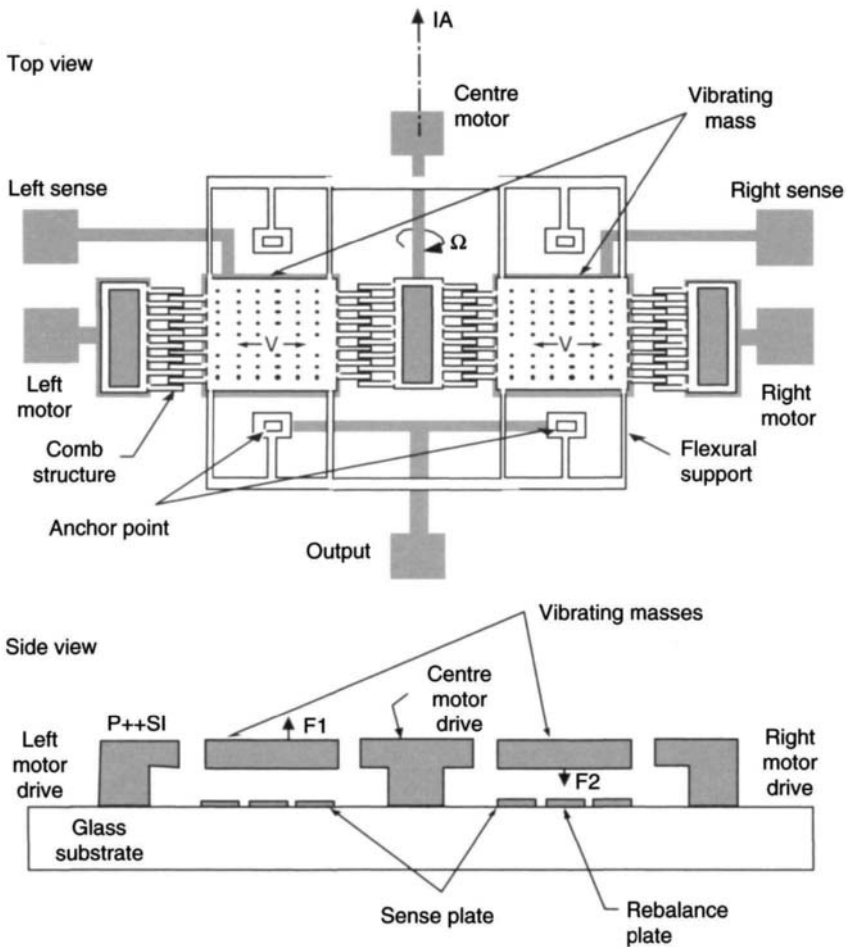 IA
Top view
Centre
motor
Vibrating
mass
Left sense
Right sense
Ω
V
V
Left
motor
Right
motor
Comb
structure
Flexural
support
Anchor point
Output
Vibrating masses
Side view
Centre
motor
drive
P++SI
F1
Left
motor
drive
Right
motor
drive
F2
Glass
substrate
Sense plate
Rebalance
plate